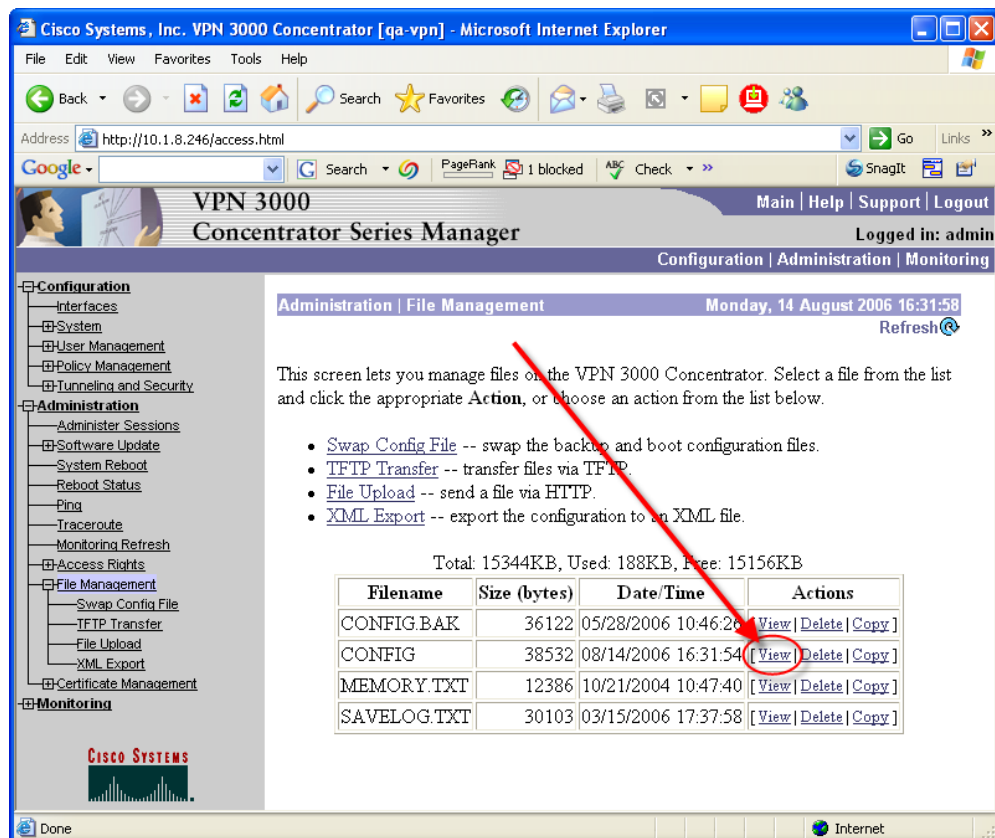 Cisco Systems, Inc. VPN 3000 Concentrator [qa-vpn] - Microsoft Internet Explorer
File Edit View Favorites Tools Help
Back Search Favorites
Address http://10.1.8.246/access.html Go Links »
Google Search PageRank 1 blocked ABC Check » SnagIt
VPN 3000
Concentrator Series Manager
Main | Help | Support | Logout
Logged in: admin
Configuration | Administration | Monitoring
Configuration
Interfaces
System
User Management
Policy Management
Tunneling and Security
Administration
Administer Sessions
Software Update
System Reboot
Reboot Status
Ping
Traceroute
Monitoring Refresh
Access Rights
File Management
Swap Config File
TFTP Transfer
File Upload
XML Export
Certificate Management
Monitoring
CISCO SYSTEMS
Administration | File Management Monday, 14 August 2006 16:31:58
Refresh
This screen lets you manage files on the VPN 3000 Concentrator. Select a file from the list
and click the appropriate Action, or choose an action from the list below.
• Swap Config File -- swap the backup and boot configuration files.
• TFTP Transfer -- transfer files via TFTP.
• File Upload -- send a file via HTTP.
• XML Export -- export the configuration to an XML file.
Total: 15344KB, Used: 188KB, Free: 15156KB
Filename Size (bytes) Date/Time Actions
CONFIG.BAK 36122 05/28/2006 10:46:26 [ View | Delete | Copy ]
CONFIG 38532 08/14/2006 16:31:54 [ View | Delete | Copy ]
MEMORY.TXT 12386 10/21/2004 10:47:40 [ View | Delete | Copy ]
SAVELOG.TXT 30103 03/15/2006 17:37:58 [ View | Delete | Copy ]
Done Internet